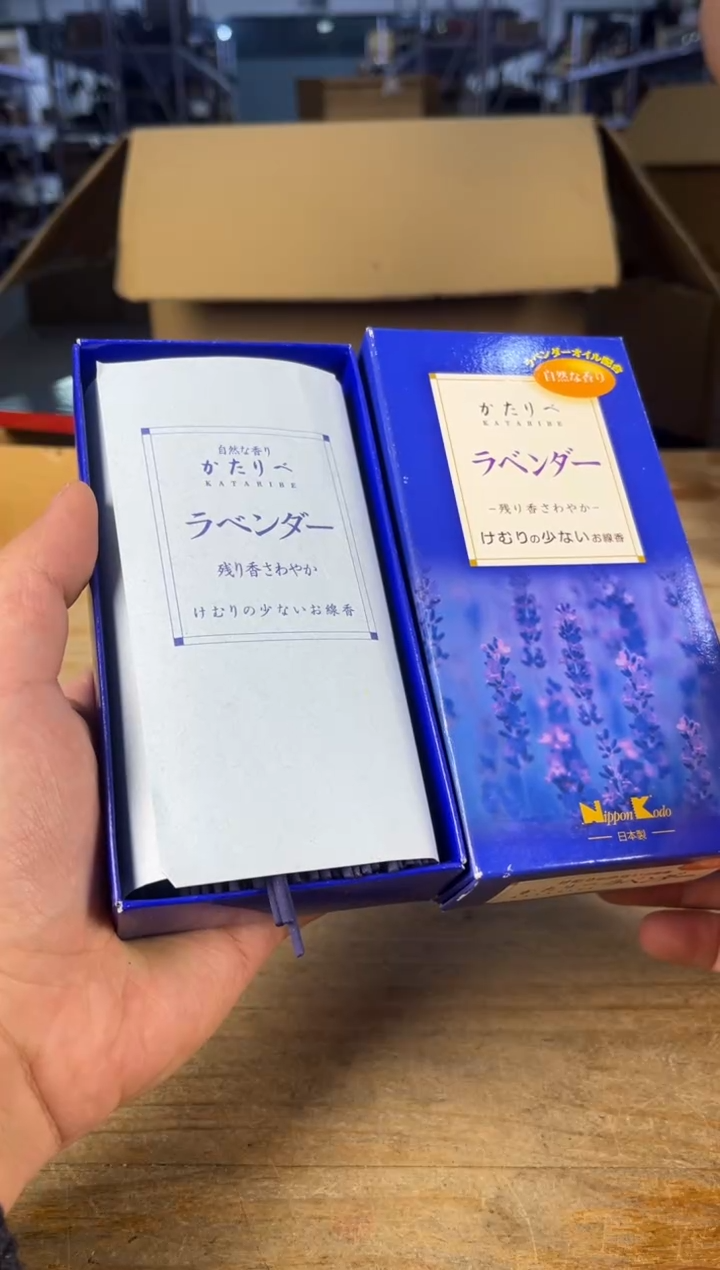 自然な香り
かたりべ
KATARIBE
ラベンダー
残り香さわやか
けむりの少ないお線香
ラベンダーオイル配合
自然な香り
かたりべ
KATARIBE
ラベンダー
–残り香さわやか–
けむりの少ないお線香
Nippon Kodo
日本製